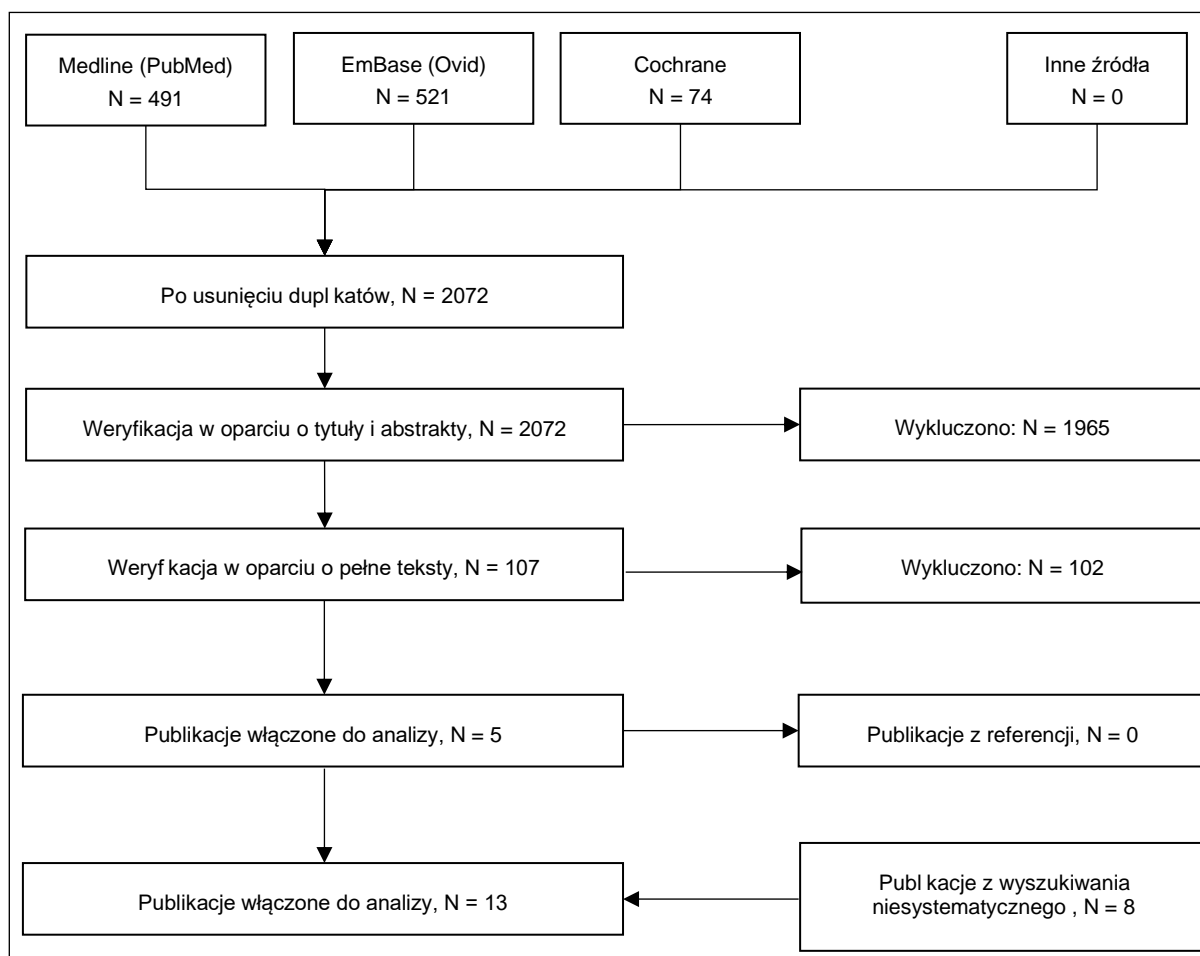 Medline (PubMed)
N = 491
EmBase (Ovid)
N = 521
Cochrane
N = 74
Inne źródła
N = 0
Po usunięciu dupl katów, N = 2072
Weryfikacja w oparciu o tytuły i abstrakty, N = 2072
Wykluczono: N = 1965
Weryf kacja w oparciu o pełne teksty, N = 107
Wykluczono: N = 102
Publikacje włączone do analizy, N = 5
Publikacje z referencji, N = 0
Publikacje włączone do analizy, N = 13
Publ kacje z wyszukiwania
niesystematycznego , N = 8